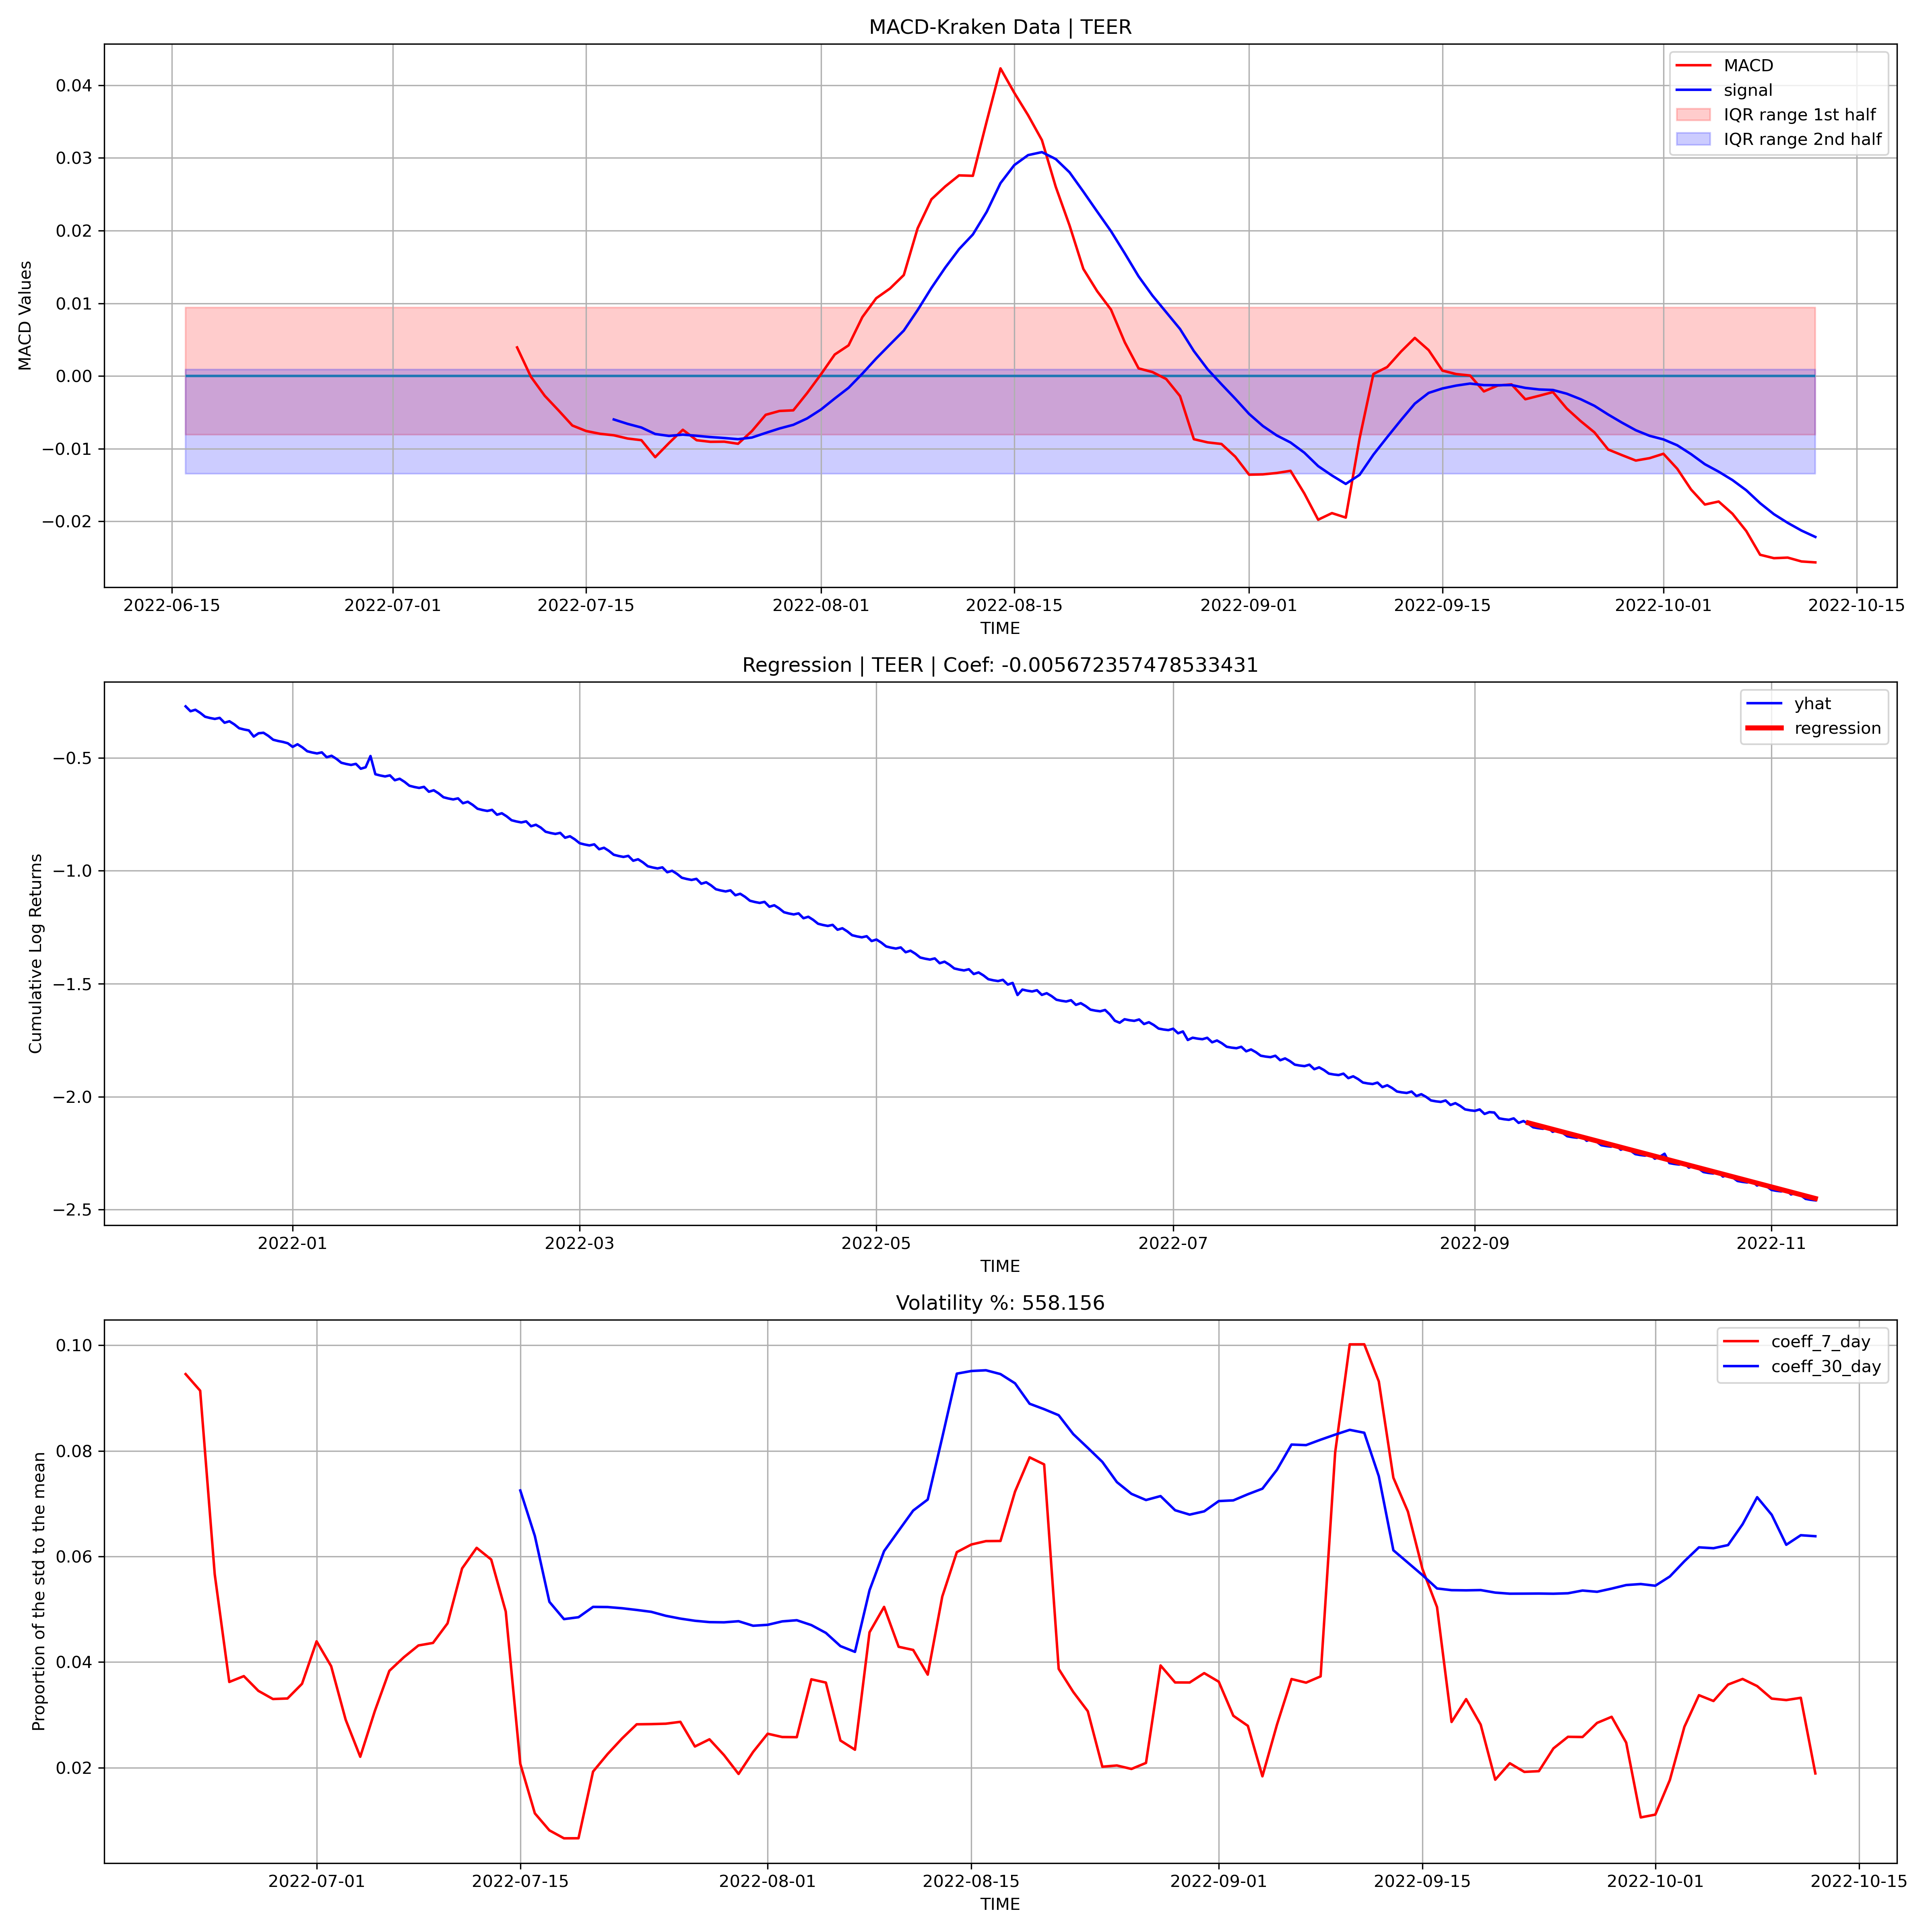 MACD-Kraken Data | TEER
MACD Values
0.04
0.03
0.02
0.01
0.00
−0.01
−0.02
MACD
signal
IQR range 1st half
IQR range 2nd half
2022-06-15 2022-07-01 2022-07-15 2022-08-01 2022-08-15 2022-09-01 2022-09-15 2022-10-01 2022-10-15
TIME
Regression | TEER | Coef: -0.005672357478533431
Cumulative Log Returns
−0.5
−1.0
−1.5
−2.0
−2.5
yhat
regression
2022-01 2022-03 2022-05 2022-07 2022-09 2022-11
TIME
Volatility %: 558.156
Proportion of the std to the mean
0.10
0.08
0.06
0.04
0.02
coeff_7_day
coeff_30_day
2022-07-01 2022-07-15 2022-08-01 2022-08-15 2022-09-01 2022-09-15 2022-10-01 2022-10-15
TIME